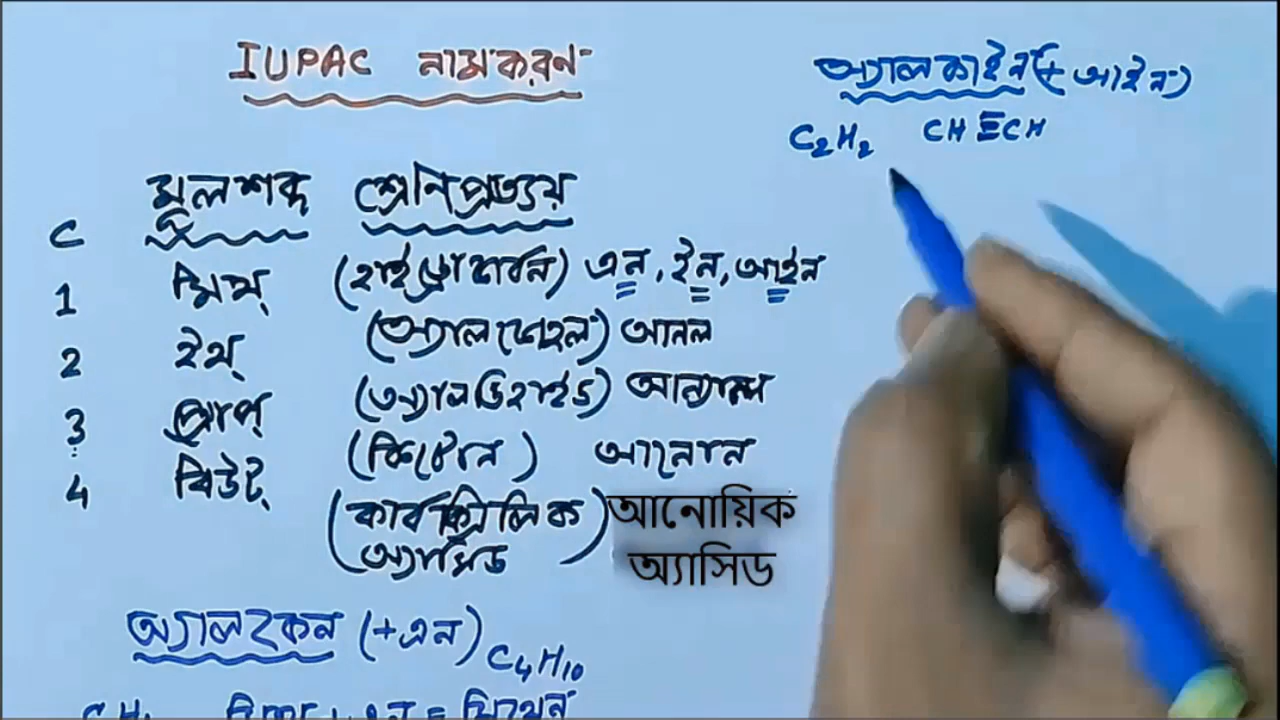 IUPAC নামকরণ
অ্যালকাইন (+ আইন)
C₂H₂ CH≡CH
C মূলশব্দ শ্রেণিপ্রত্যয়
1 মিথ্ (হাইড্রোকার্বন) এন, ইন, আইন
2 ইথ্ (অ্যালকোহল) আনল
3 প্রোপ্ (অ্যালডিহাইড) আন্যাল
4 বিউট্ (কিটোন) আনোন
(কার্বক্সিলিক অ্যাসিড) আনোয়িক অ্যাসিড
অ্যালকেন (+এন) C₄H₁₀
+ এন = মিথেন